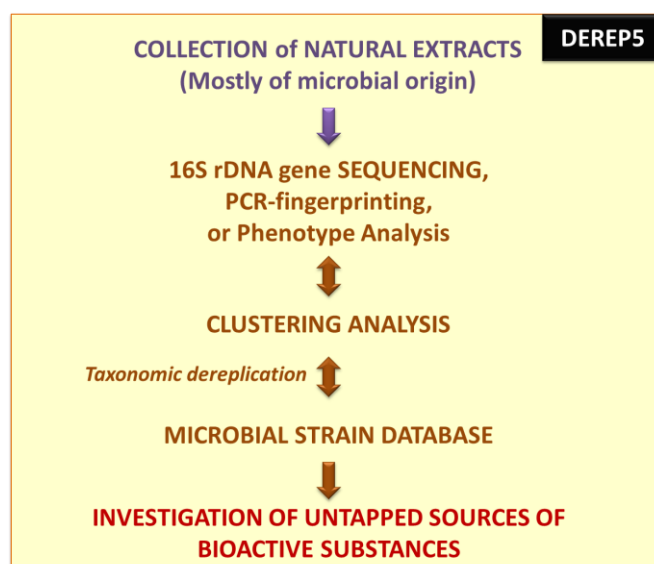 DEREP5
COLLECTION of NATURAL EXTRACTS
(Mostly of microbial origin)
16S rDNA gene SEQUENCING,
PCR-fingerprinting,
or Phenotype Analysis
CLUSTERING ANALYSIS
Taxonomic dereplication
MICROBIAL STRAIN DATABASE
INVESTIGATION OF UNTAPPED SOURCES OF
BIOACTIVE SUBSTANCES